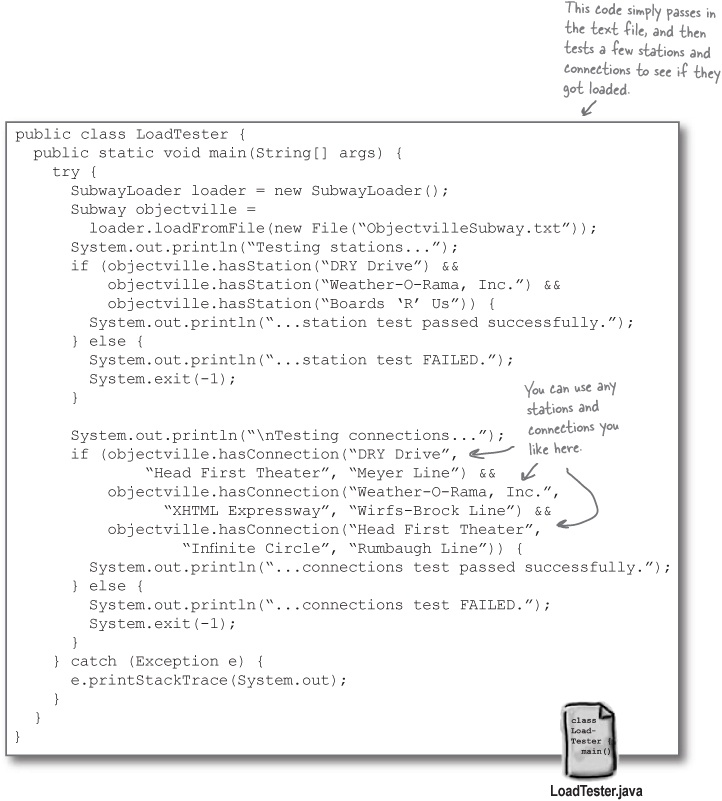 This code simply passes in
the text file, and then
tests a few stations and
connections to see if they
got loaded.
public class LoadTester {
public static void main(String[] args) {
try {
SubwayLoader loader = new SubwayLoader();
Subway objectville =
loader.loadFromFile(new File(“ObjectvilleSubway.txt”));
System.out.println(“Testing stations...”);
if (objectville.hasStation(“DRY Drive”) &&
objectville.hasStation(“Weather-O-Rama, Inc.”) &&
objectville.hasStation(“Boards ‘R’ Us”)) {
System.out.println(“...station test passed successfully.”);
} else {
System.out.println(“...station test FAILED.”);
System.exit(-1);
}
You can use any
stations and
connections you
like here.
System.out.println(“\nTesting connections...”);
if (objectville.hasConnection(“DRY Drive”,
“Head First Theater”, “Meyer Line”) &&
objectville.hasConnection(“Weather-O-Rama, Inc.”,
“XHTML Expressway”, “Wirfs-Brock Line”) &&
objectville.hasConnection(“Head First Theater”,
“Infinite Circle”, “Rumbaugh Line”)) {
System.out.println(“...connections test passed successfully.”);
} else {
System.out.println(“...connections test FAILED.”);
System.exit(-1);
}
} catch (Exception e) {
e.printStackTrace(System.out);
}
}
}
class
Load-
Tester {
main()
LoadTester.java